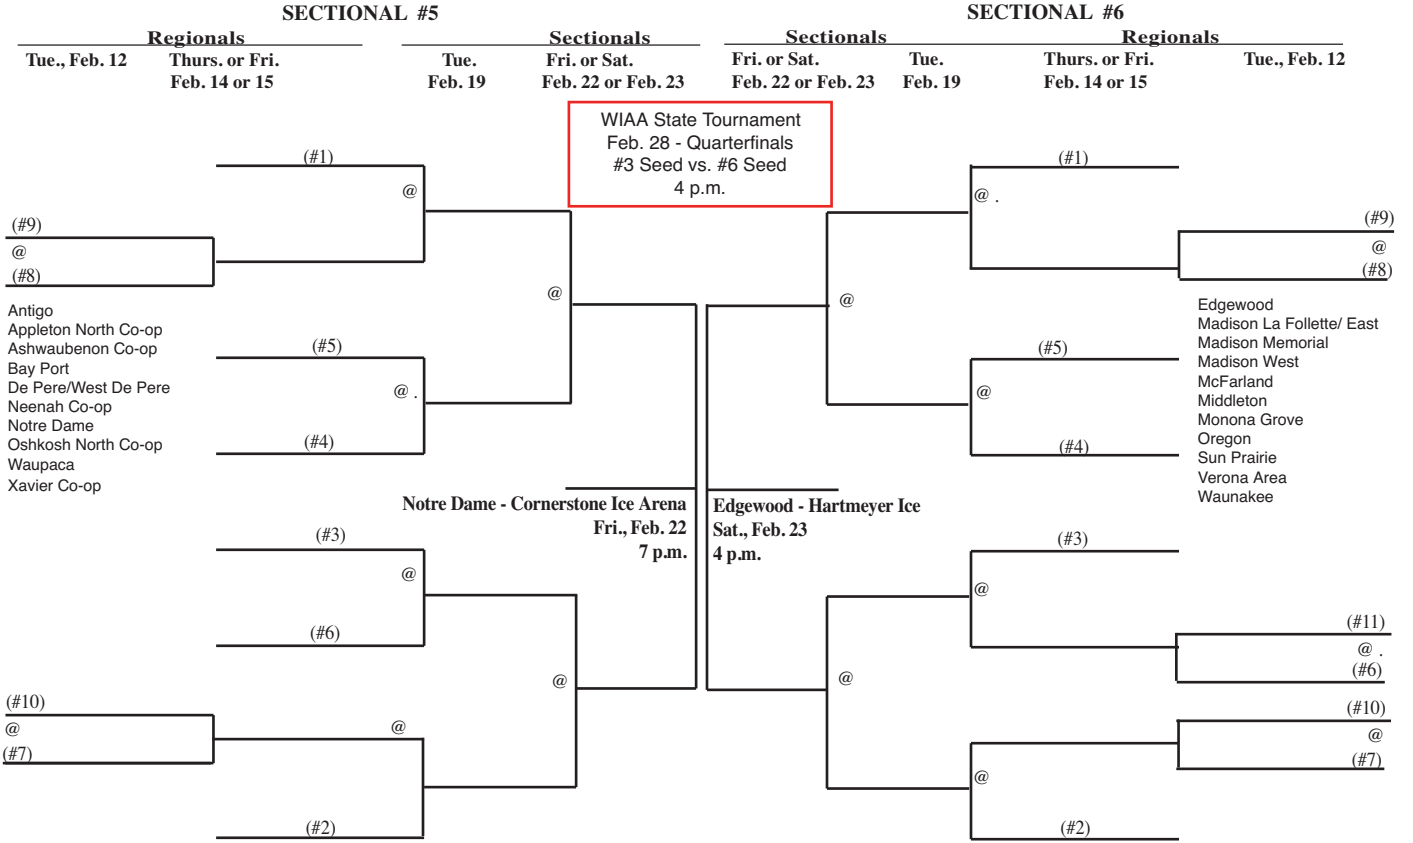 SECTIONAL #5
Regionals
Sectionals
Tue., Feb. 12
Thurs. or Fri.
Feb. 14 or 15
Tue.
Feb. 19
Fri. or Sat.
Feb. 22 or Feb. 23
SECTIONAL #6
Sectionals
Regionals
Fri. or Sat.
Feb. 22 or Feb. 23
Tue.
Feb. 19
Thurs. or Fri.
Feb. 14 or 15
Tue., Feb. 12
WIAA State Tournament
Feb. 28 - Quarterfinals
#3 Seed vs. #6 Seed
4 p.m.
(#1)
@
(#9)
@
(#8)
@
Antigo
Appleton North Co-op
Ashwaubenon Co-op
Bay Port
De Pere/West De Pere
Neenah Co-op
Notre Dame
Oshkosh North Co-op
Waupaca
Xavier Co-op
(#5)
@ .
(#4)
Notre Dame - Cornerstone Ice Arena
Fri., Feb. 22
7 p.m.
(#3)
@
(#6)
@
(#10)
@
(#7)
@
(#2)
(#1)
@ .
(#9)
@
(#8)
@
Edgewood
Madison La Follette/ East
Madison Memorial
Madison West
McFarland
Middleton
Monona Grove
Oregon
Sun Prairie
Verona Area
Waunakee
(#5)
@
(#4)
Edgewood - Hartmeyer Ice
Sat., Feb. 23
4 p.m.
(#3)
@
(#11)
@ .
(#6)
@
(#10)
@
(#7)
@
(#2)